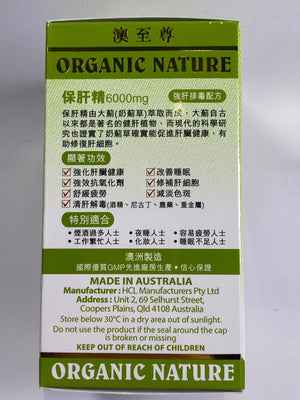 澳至尊
ORGANIC NATURE
保肝精6000mg 強肝排毒配方
保肝精由大薊(奶薊草)萃取而成，大薊自
古以來都是著名的健肝植物，而現代的科學研
究也證實了奶薊草確實能促進肝臟健康，有
助修復肝細胞。
顯著功效
強化肝臟健康 改善睡眠
強效抗氧化劑 修補肝細胞
舒緩疲勞 減淡色斑
清肝解毒(酒精、尼古丁、農藥、重金屬)
特別適合
・煙酒過多人士 ・夜睡人士 ・容易疲勞人士
・工作繁忙人士 ・化妝人士 ・睡眠不足人士
澳洲製造
國際優質GMP先進廠房生產・信心保證
MADE IN AUSTRALIA
Manufacturer : HCL Manufacturers Pty Ltd
Address : Unit 2, 69 Selhurst Street,
Coopers Plains, Qld 4108 Australia
Store below 30°C in a dry area out of sunlight.
Do not use the product if the seal around the cap
is broken or missing
KEEP OUT OF REACH OF CHILDREN
ORGANIC NATURE